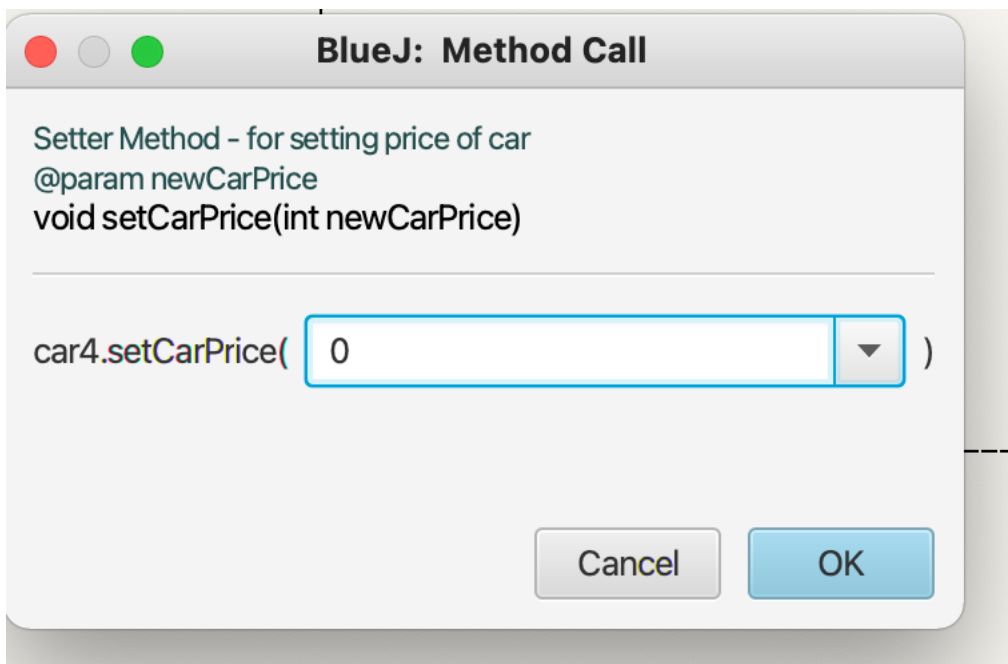 BlueJ:  Method Call
Setter Method - for setting price of car
@param newCarPrice
void setCarPrice(int newCarPrice)
car4.setCarPrice( 0 )
Cancel OK